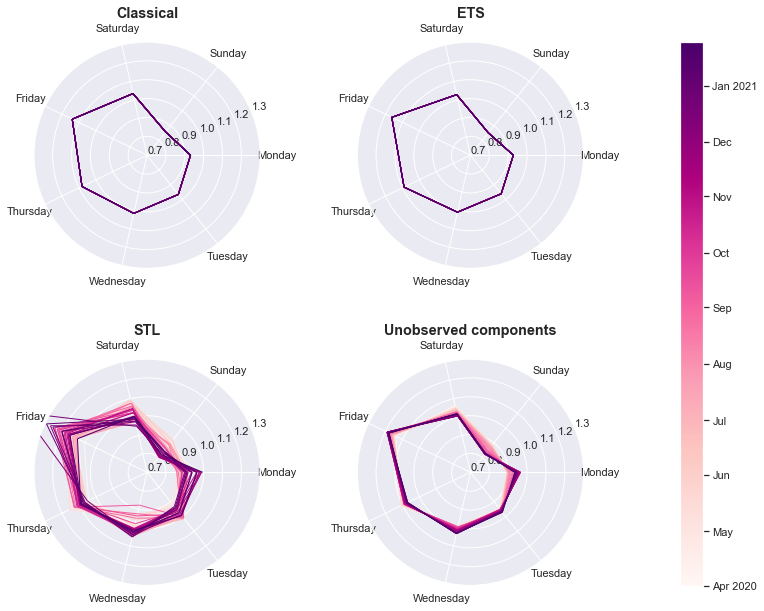 Classical
Saturday
Sunday
Friday
Monday
Thursday
Tuesday
Wednesday
0.7
0.8
0.9
1.0
1.1
1.2
1.3
ETS
Saturday
Sunday
Friday
Monday
Thursday
Tuesday
Wednesday
0.7
0.8
0.9
1.0
1.1
1.2
1.3
STL
Saturday
Sunday
Friday
Monday
Thursday
Tuesday
Wednesday
0.7
0.9
1.0
1.1
1.2
1.3
Unobserved components
Saturday
Sunday
Friday
Monday
Thursday
Tuesday
Wednesday
0.7
0.8
0.9
1.0
1.1
1.2
1.3
Jan 2021
Dec
Nov
Oct
Sep
Aug
Jul
Jun
May
Apr 2020